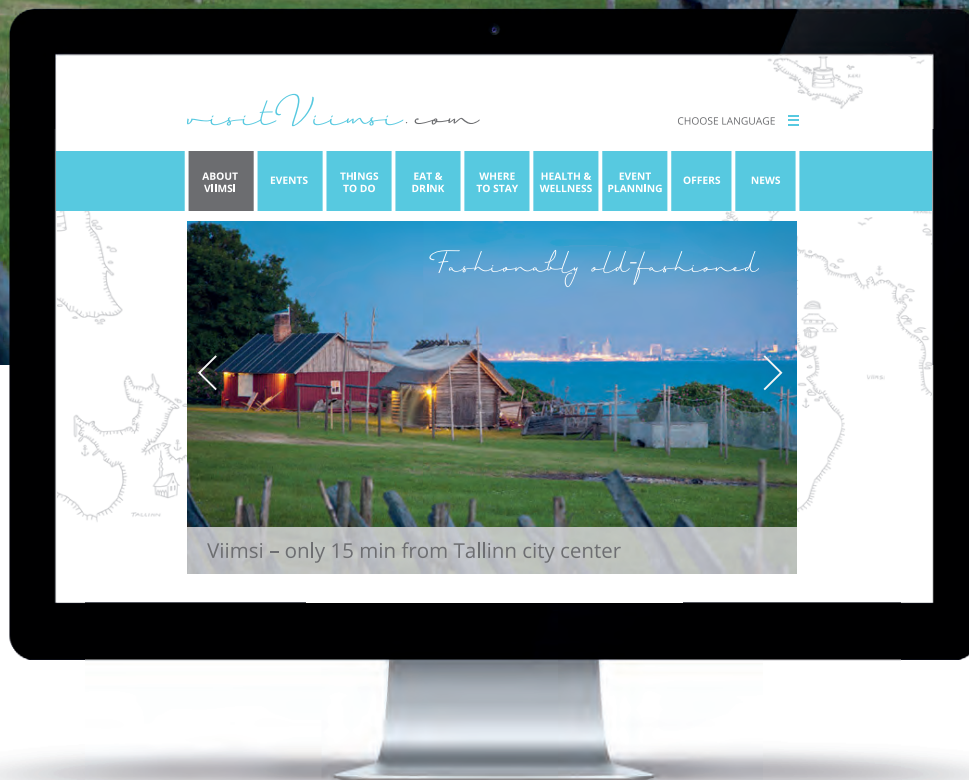 visitViimsi.com
CHOOSE LANGUAGE
ABOUT
VIIMSI
EVENTS
THINGS
TO DO
EAT &
DRINK
WHERE
TO STAY
HEALTH &
WELLNESS
EVENT
PLANNING
OFFERS
NEWS
Fashionably old-fashioned
TALLINN
Viimsi – only 15 min from Tallinn city center